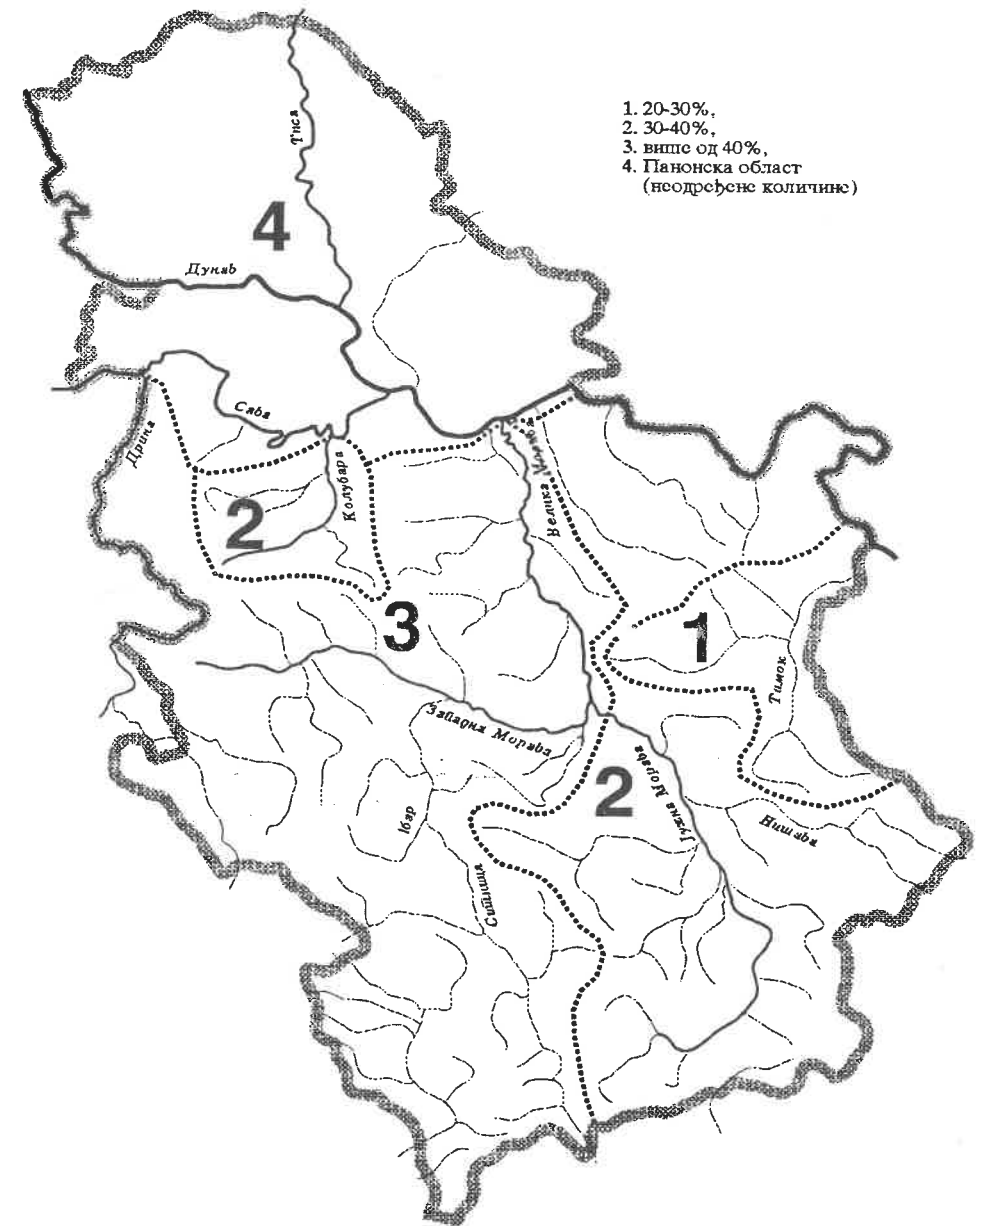 1. 20-30%,
2. 30-40%,
3. више од 40%,
4. Панонска област
(неодређене количине)
Тиса
4
Дунав
Сава
Дрина
Колубара
2
Велика Морава
3
1
Тимок
Западна Морава
2
Јужна Морава
Нишава
Ибар
Ситница